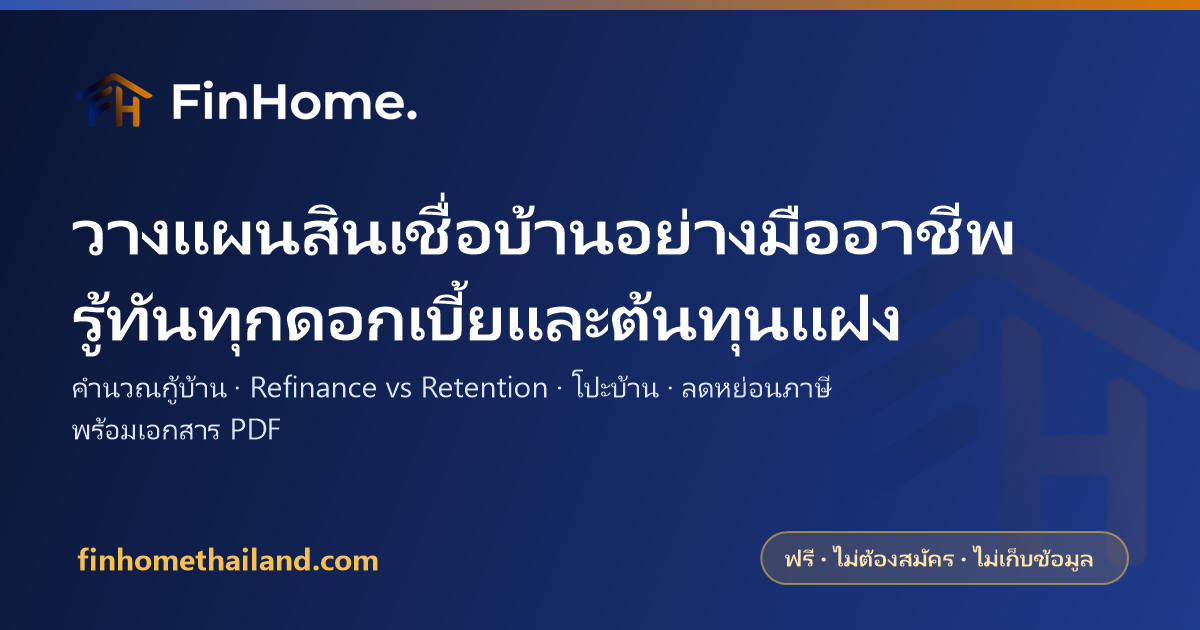 FinHome.
วางแผนสินเชื่อบ้านอย่างมืออาชีพ
รู้ทันทุกดอกเบี้ยและต้นทุนแฝง
คำนวณกู้บ้าน · Refinance vs Retention · โปะบ้าน · ลดหย่อนภาษี
พร้อมเอกสาร PDF
finhomethailand.com
ฟรี · ไม่ต้องสมัคร · ไม่เก็บข้อมูล